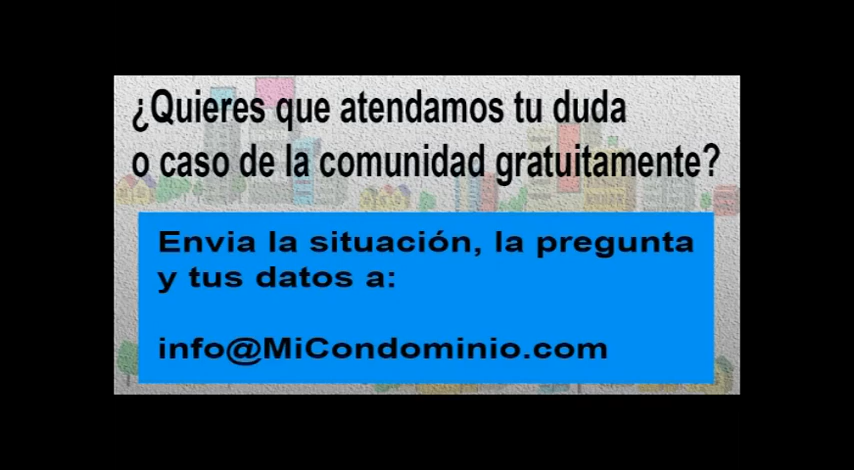 ¿Quieres que atendamos tu duda
o caso de la comunidad gratuitamente?
Envia la situación, la pregunta
y tus datos a:
info@MiCondominio.com